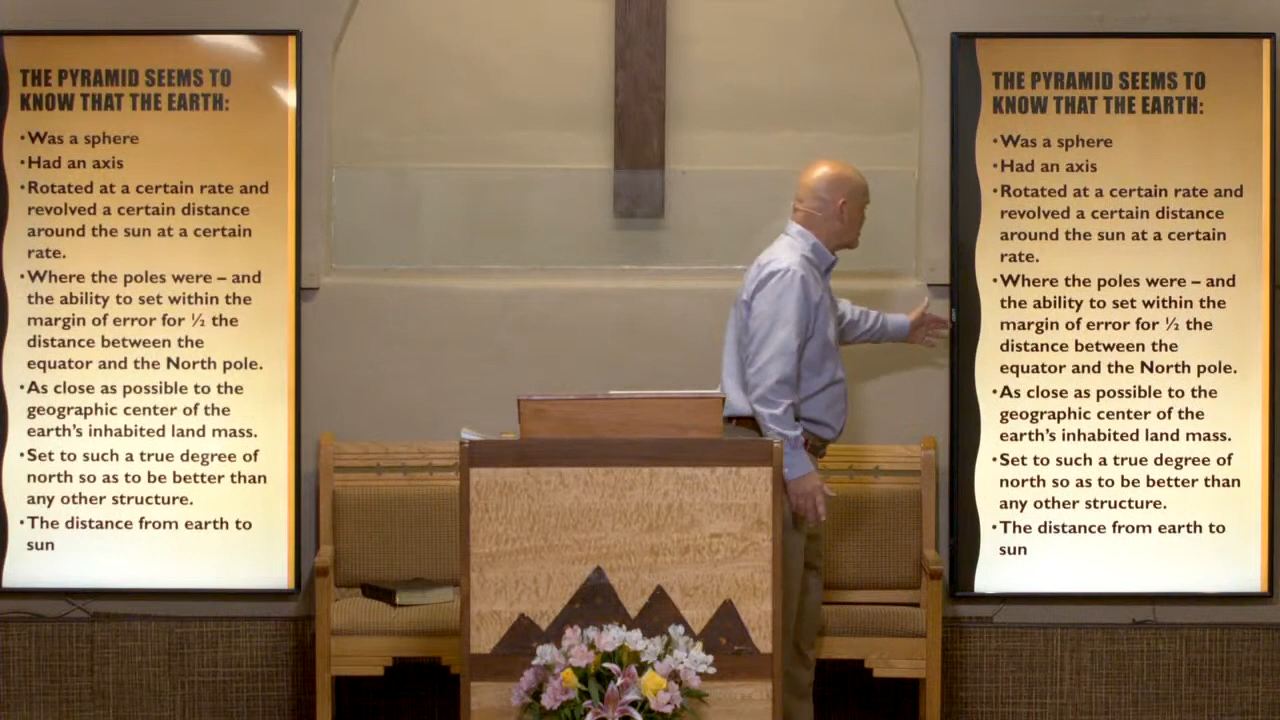 THE PYRAMID SEEMS TO
KNOW THAT THE EARTH:
•Was a sphere
•Had an axis
•Rotated at a certain rate and
revolved a certain distance
around the sun at a certain
rate.
•Where the poles were – and
the ability to set within the
margin of error for ½ the
distance between the
equator and the North pole.
•As close as possible to the
geographic center of the
earth's inhabited land mass.
•Set to such a true degree of
north so as to be better than
any other structure.
•The distance from earth to
sun
THE PYRAMID SEEMS TO
KNOW THAT THE EARTH:
•Was a sphere
•Had an axis
•Rotated at a certain rate and
revolved a certain distance
around the sun at a certain
rate.
•Where the poles were – and
the ability to set within the
margin of error for ½ the
distance between the
equator and the North pole.
•As close as possible to the
geographic center of the
earth's inhabited land mass.
•Set to such a true degree of
north so as to be better than
any other structure.
•The distance from earth to
sun